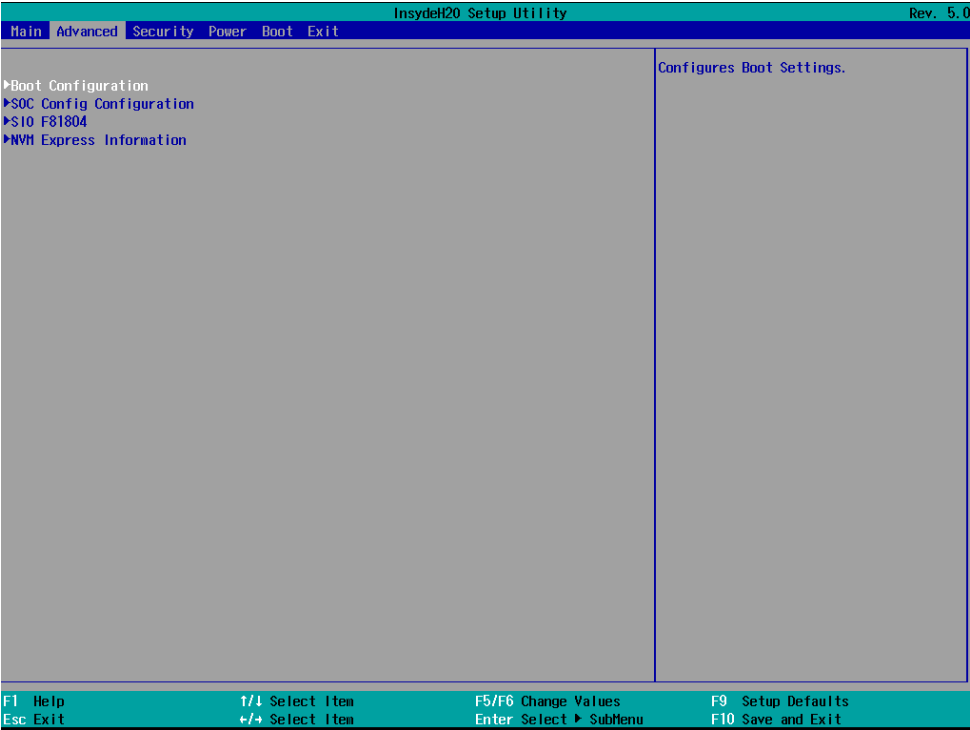 InsydeH20 Setup Utility Rev. 5.0
Main Advanced Security Power Boot Exit
Configures Boot Settings.
▶Boot Configuration
▶SOC Config Configuration
▶SIO F81804
▶NVM Express Information
F1 Help ↑/↓ Select Item F5/F6 Change Values F9 Setup Defaults
Esc Exit ←/→ Select Item Enter Select ▶ SubMenu F10 Save and Exit